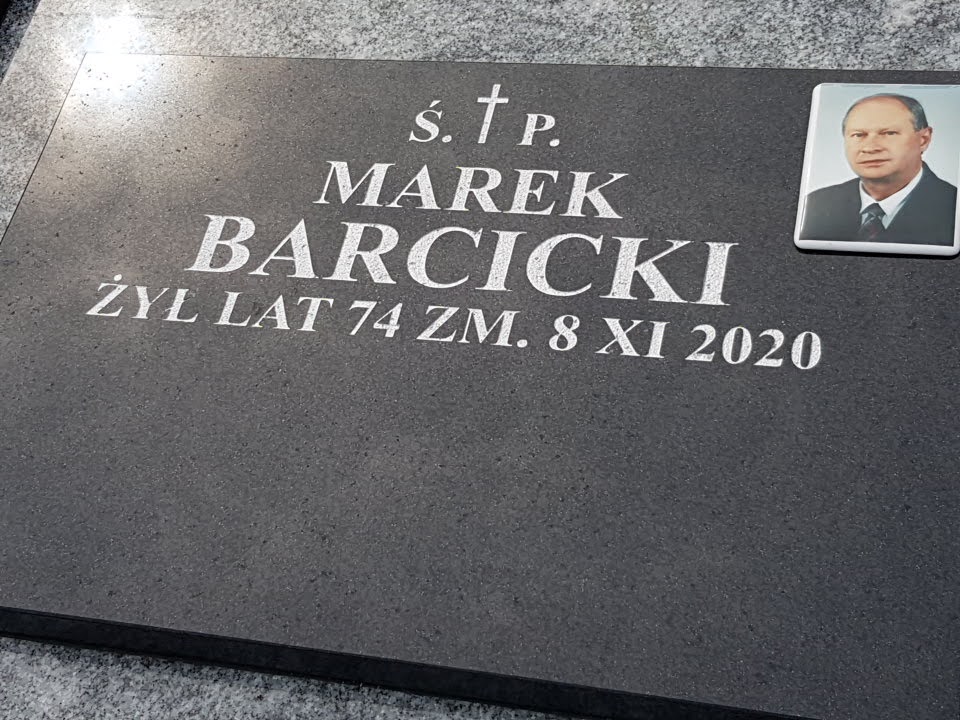 Ś. P.
MAREK
BARCICKI
ŻYŁ LAT 74 ZM. 8 XI 2020